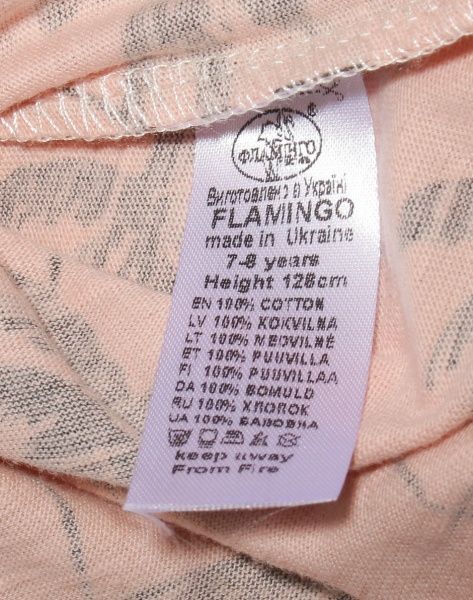 ®
ФЛАМІНГО
Виготовлено в Україні
FLAMINGO
made in Ukraine
7-8 years
Height 128cm
EN 100% COTTON
LV 100% KOKVILNA
LT 100% MEDVILNE
ET 100% PUUVILLA
FI 100% PUUVILLAA
DA 100% BOMULD
RU 100% ХЛОПОК
UA 100% БАВОВНА
keep away
From Fire